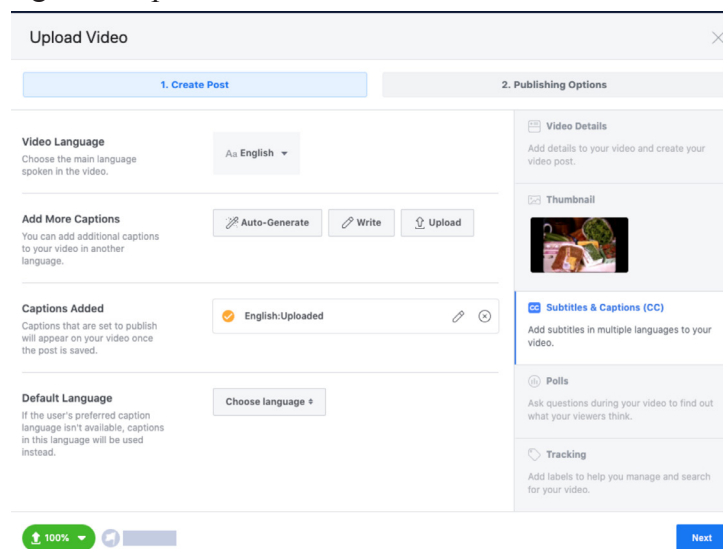 Upload Video
1. Create Post
2. Publishing Options
Video Language
Choose the main language
spoken in the video.
Aa English
Add More Captions
You can add additional captions
to your video in another
language.
Auto-Generate
Write
Upload
Captions Added
Captions that are set to publish
will appear on your video once
the post is saved.
English:Uploaded
Default Language
If the user's preferred caption
language isn't available, captions
in this language will be used
instead.
Choose language
Video Details
Add details to your video and create your
video post.
Thumbnail
CC Subtitles & Captions (CC)
Add subtitles in multiple languages to your
video.
Polls
Ask questions during your video to find out
what your viewers think.
Tracking
Add labels to help you manage and search
for your video.
100%
Next